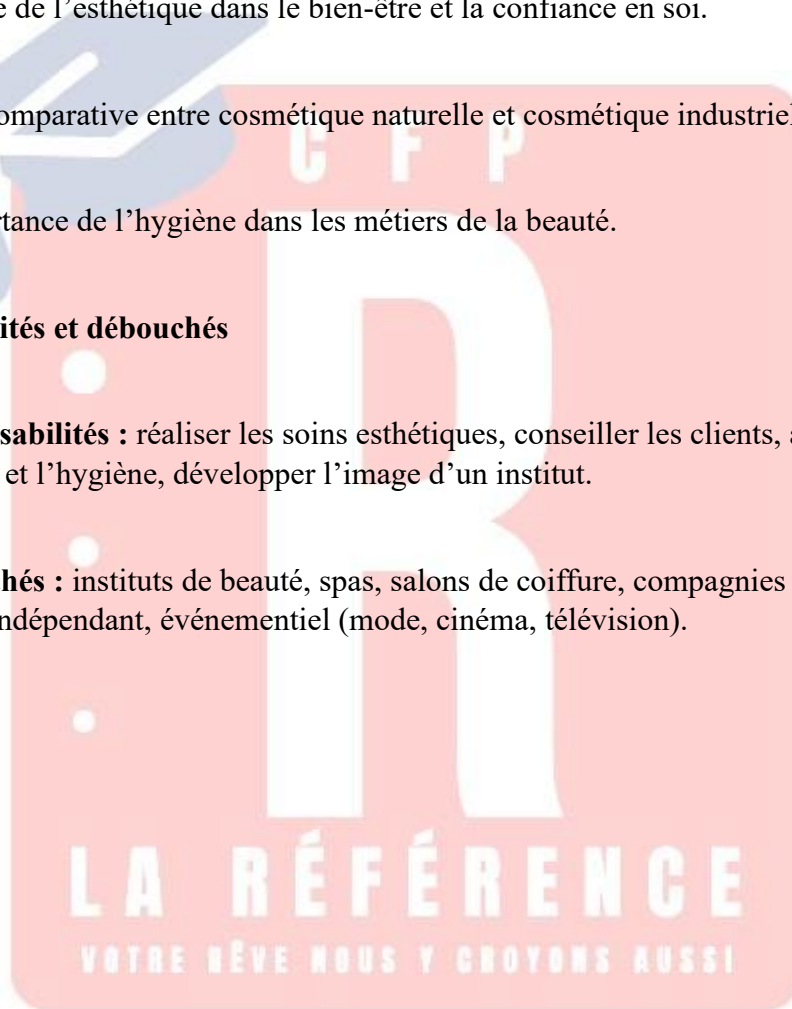 e de l’esthétique dans le bien-être et la confiance en soi.
omparative entre cosmétique naturelle et cosmétique industriel
C F P
rtance de l’hygiène dans les métiers de la beauté.
ités et débouchés
sabilités : réaliser les soins esthétiques, conseiller les clients, a
et l’hygiène, développer l’image d’un institut.
hés : instituts de beauté, spas, salons de coiffure, compagnies
ndépendant, événementiel (mode, cinéma, télévision).
R
LA RÉFÉRENCE
VOTRE RÊVE NOUS Y CROYONS AUSSI